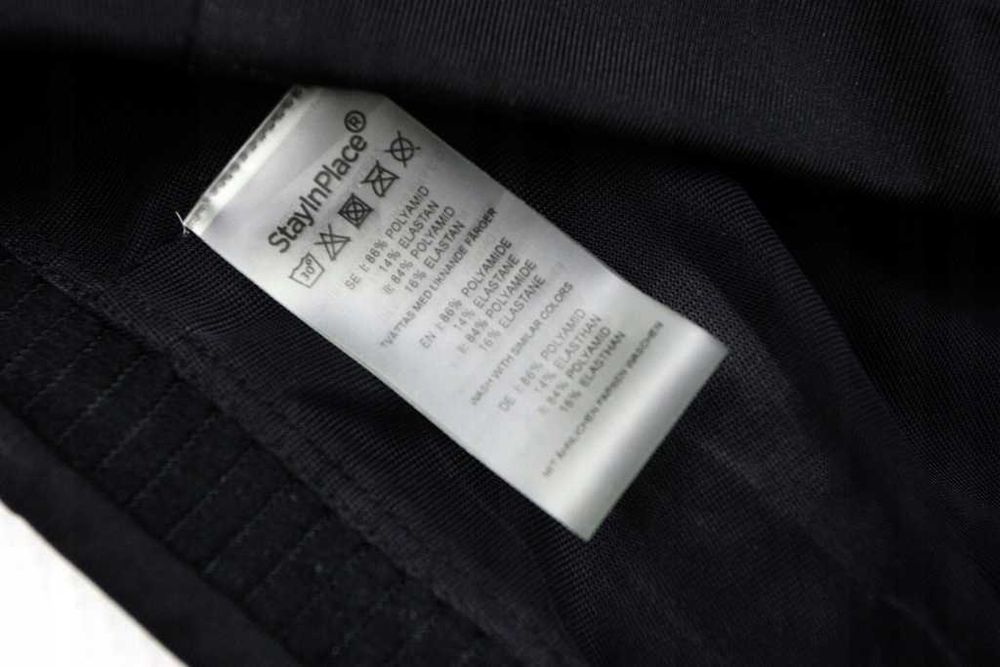 StayInPlace®
30°
SE I: 86% POLYAMID
14% ELASTAN
II: 84% POLYAMID
16% ELASTAN
TVÄTTAS MED LIKNANDE FÄRGER
EN I: 86% POLYAMIDE
14% ELASTANE
II: 84% POLYAMIDE
16% ELASTANE
WASH WITH SIMILAR COLORS
DE I: 86% POLYAMID
14% ELASTHAN
II: 84% POLYAMID
16% ELASTHAN
MIT ÄHNLICHEN FARBEN WASCHEN